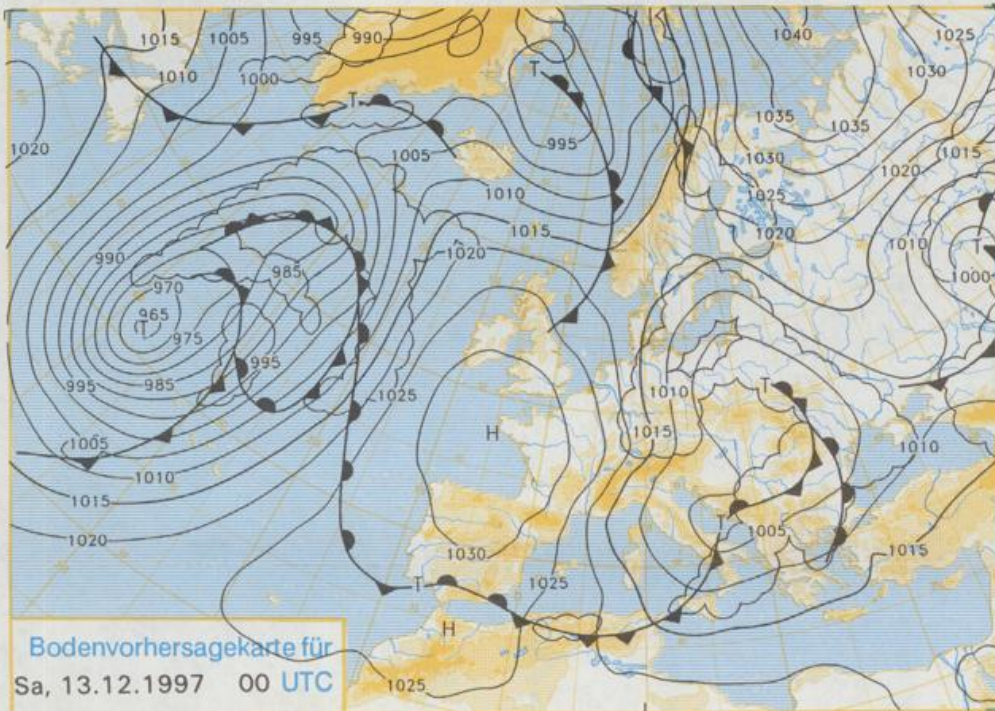 1015 1005 995 990 1040 1025
1010 1000 T T 1030
1020 1005 995 1035 1035
1030 1020 1015
1010 1025
1015 1020 1010
990 985 1020 T
970 1000
965
T 975
995
995 985 1025 T 1010
1005 H 1015 1010
1010
1015 T 1005
1020 1030 1015
T 1025
H
1025
Bodenvorhersagekarte für
Sa, 13.12.1997 00 UTC